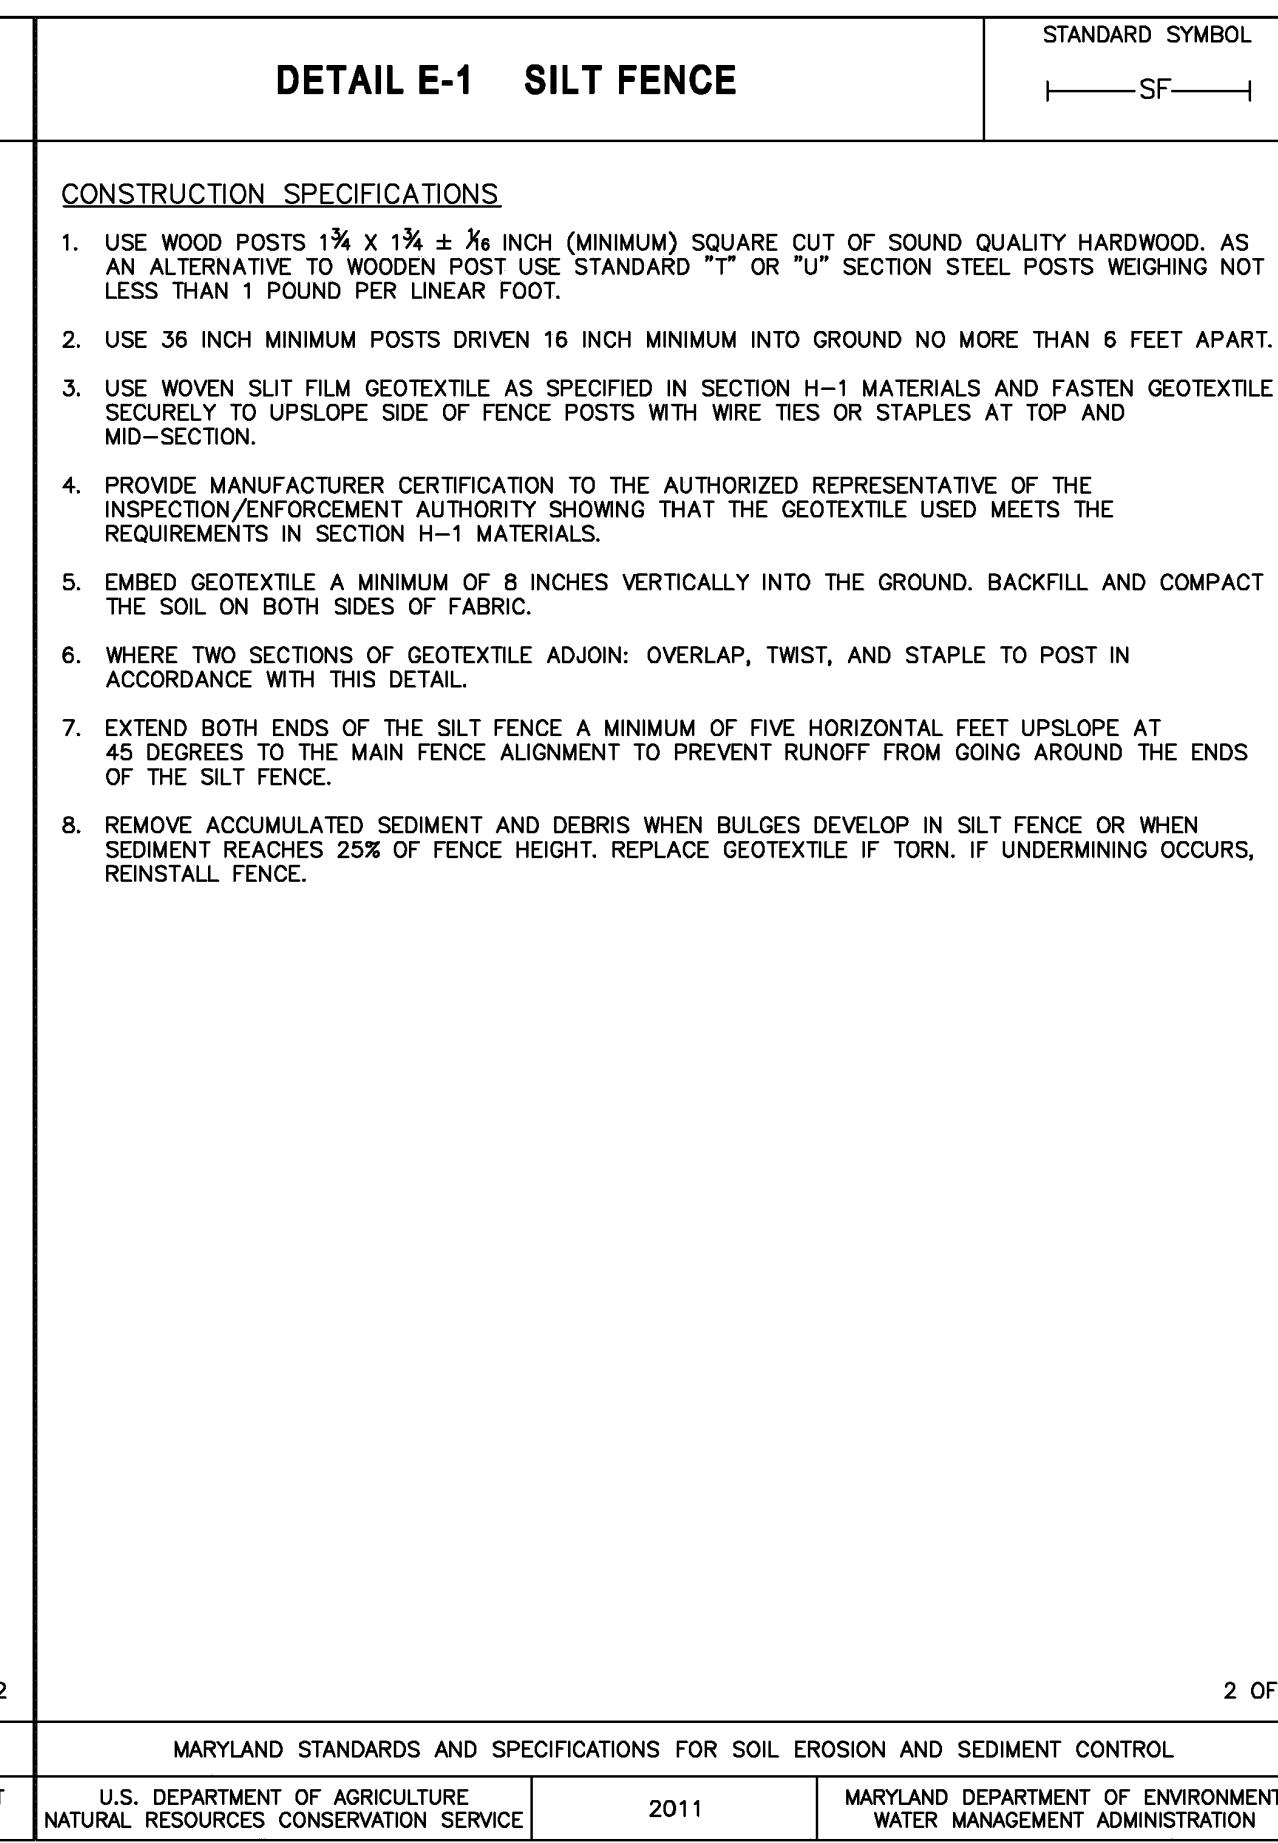 DETAIL E-1 SILT FENCE
STANDARD SYMBOL
SF
CONSTRUCTION SPECIFICATIONS
1. USE WOOD POSTS 1¾ X 1¾ ± 1⁄16 INCH (MINIMUM) SQUARE CUT OF SOUND QUALITY HARDWOOD. AS
AN ALTERNATIVE TO WOODEN POST USE STANDARD "T" OR "U" SECTION STEEL POSTS WEIGHING NOT
LESS THAN 1 POUND PER LINEAR FOOT.
2. USE 36 INCH MINIMUM POSTS DRIVEN 16 INCH MINIMUM INTO GROUND NO MORE THAN 6 FEET APART.
3. USE WOVEN SLIT FILM GEOTEXTILE AS SPECIFIED IN SECTION H-1 MATERIALS AND FASTEN GEOTEXTILE
SECURELY TO UPSLOPE SIDE OF FENCE POSTS WITH WIRE TIES OR STAPLES AT TOP AND
MID-SECTION.
4. PROVIDE MANUFACTURER CERTIFICATION TO THE AUTHORIZED REPRESENTATIVE OF THE
INSPECTION/ENFORCEMENT AUTHORITY SHOWING THAT THE GEOTEXTILE USED MEETS THE
REQUIREMENTS IN SECTION H-1 MATERIALS.
5. EMBED GEOTEXTILE A MINIMUM OF 8 INCHES VERTICALLY INTO THE GROUND. BACKFILL AND COMPACT
THE SOIL ON BOTH SIDES OF FABRIC.
6. WHERE TWO SECTIONS OF GEOTEXTILE ADJOIN: OVERLAP, TWIST, AND STAPLE TO POST IN
ACCORDANCE WITH THIS DETAIL.
7. EXTEND BOTH ENDS OF THE SILT FENCE A MINIMUM OF FIVE HORIZONTAL FEET UPSLOPE AT
45 DEGREES TO THE MAIN FENCE ALIGNMENT TO PREVENT RUNOFF FROM GOING AROUND THE ENDS
OF THE SILT FENCE.
8. REMOVE ACCUMULATED SEDIMENT AND DEBRIS WHEN BULGES DEVELOP IN SILT FENCE OR WHEN
SEDIMENT REACHES 25% OF FENCE HEIGHT. REPLACE GEOTEXTILE IF TORN. IF UNDERMINING OCCURS,
REINSTALL FENCE.
2
2 OF
MARYLAND STANDARDS AND SPECIFICATIONS FOR SOIL EROSION AND SEDIMENT CONTROL
T
U.S. DEPARTMENT OF AGRICULTURE
NATURAL RESOURCES CONSERVATION SERVICE
2011
MARYLAND DEPARTMENT OF ENVIRONMENT
WATER MANAGEMENT ADMINISTRATION